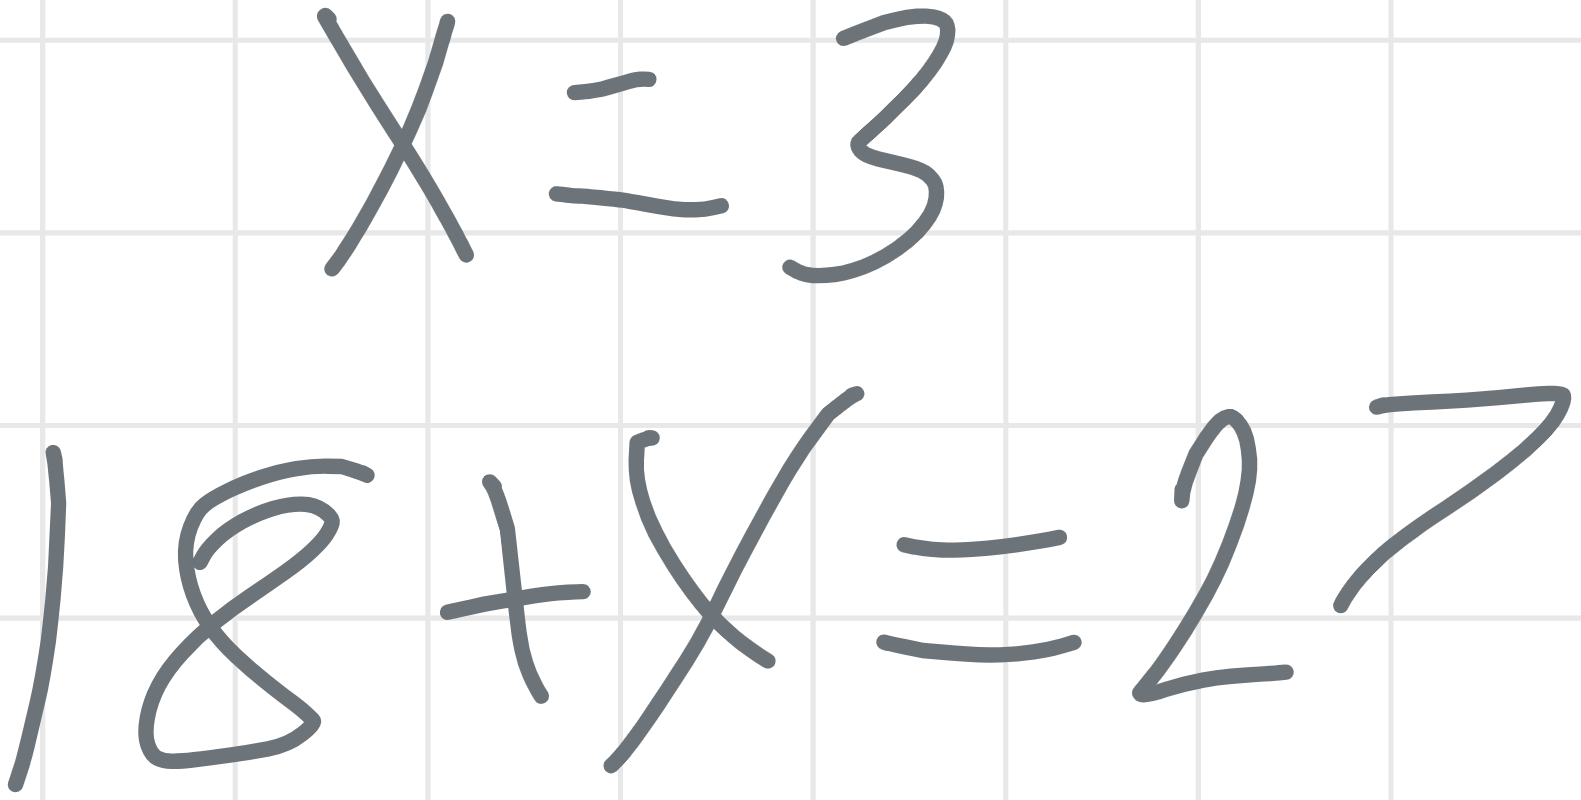 X = 3
18 + X = 27